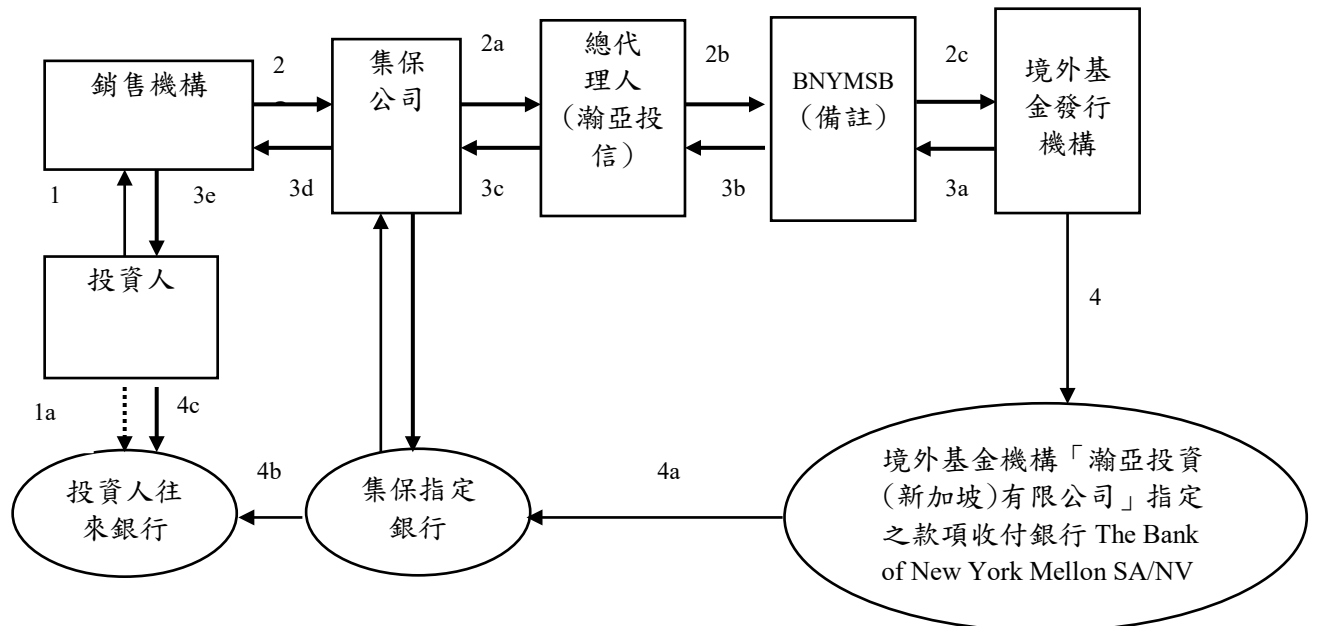 銷售機構
2
集保
公司
2a
總代
理人
（瀚亞投
信）
2b
BNYMSB
（備註）
2c
境外基
金發行
機構
1
3e
3d
3c
3b
3a
投資人
4
1a
4c
投資人往
來銀行
4b
集保指定
銀行
4a
境外基金機構「瀚亞投資
(新加坡)有限公司」指定
之款項收付銀行 The Bank
of New York Mellon SA/NV